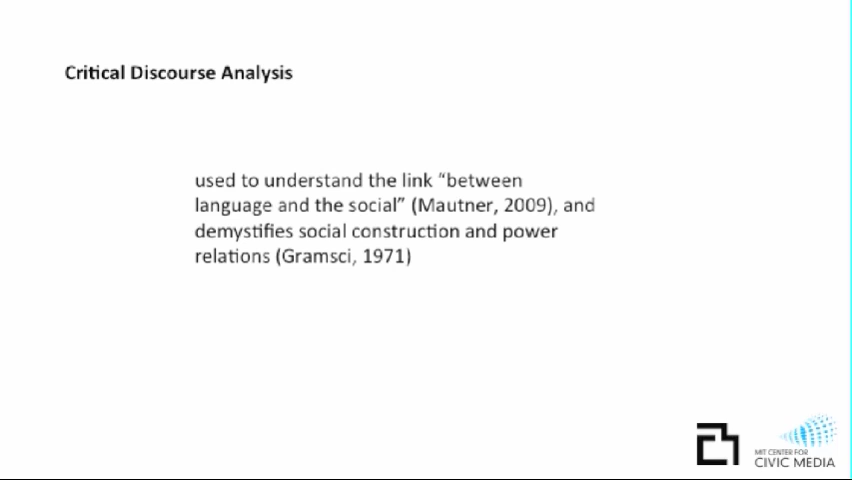 Critical Discourse Analysis
used to understand the link “between
language and the social” (Mautner, 2009), and
demystifies social construction and power
relations (Gramsci, 1971)
MIT CENTER FOR
CIVIC MEDIA